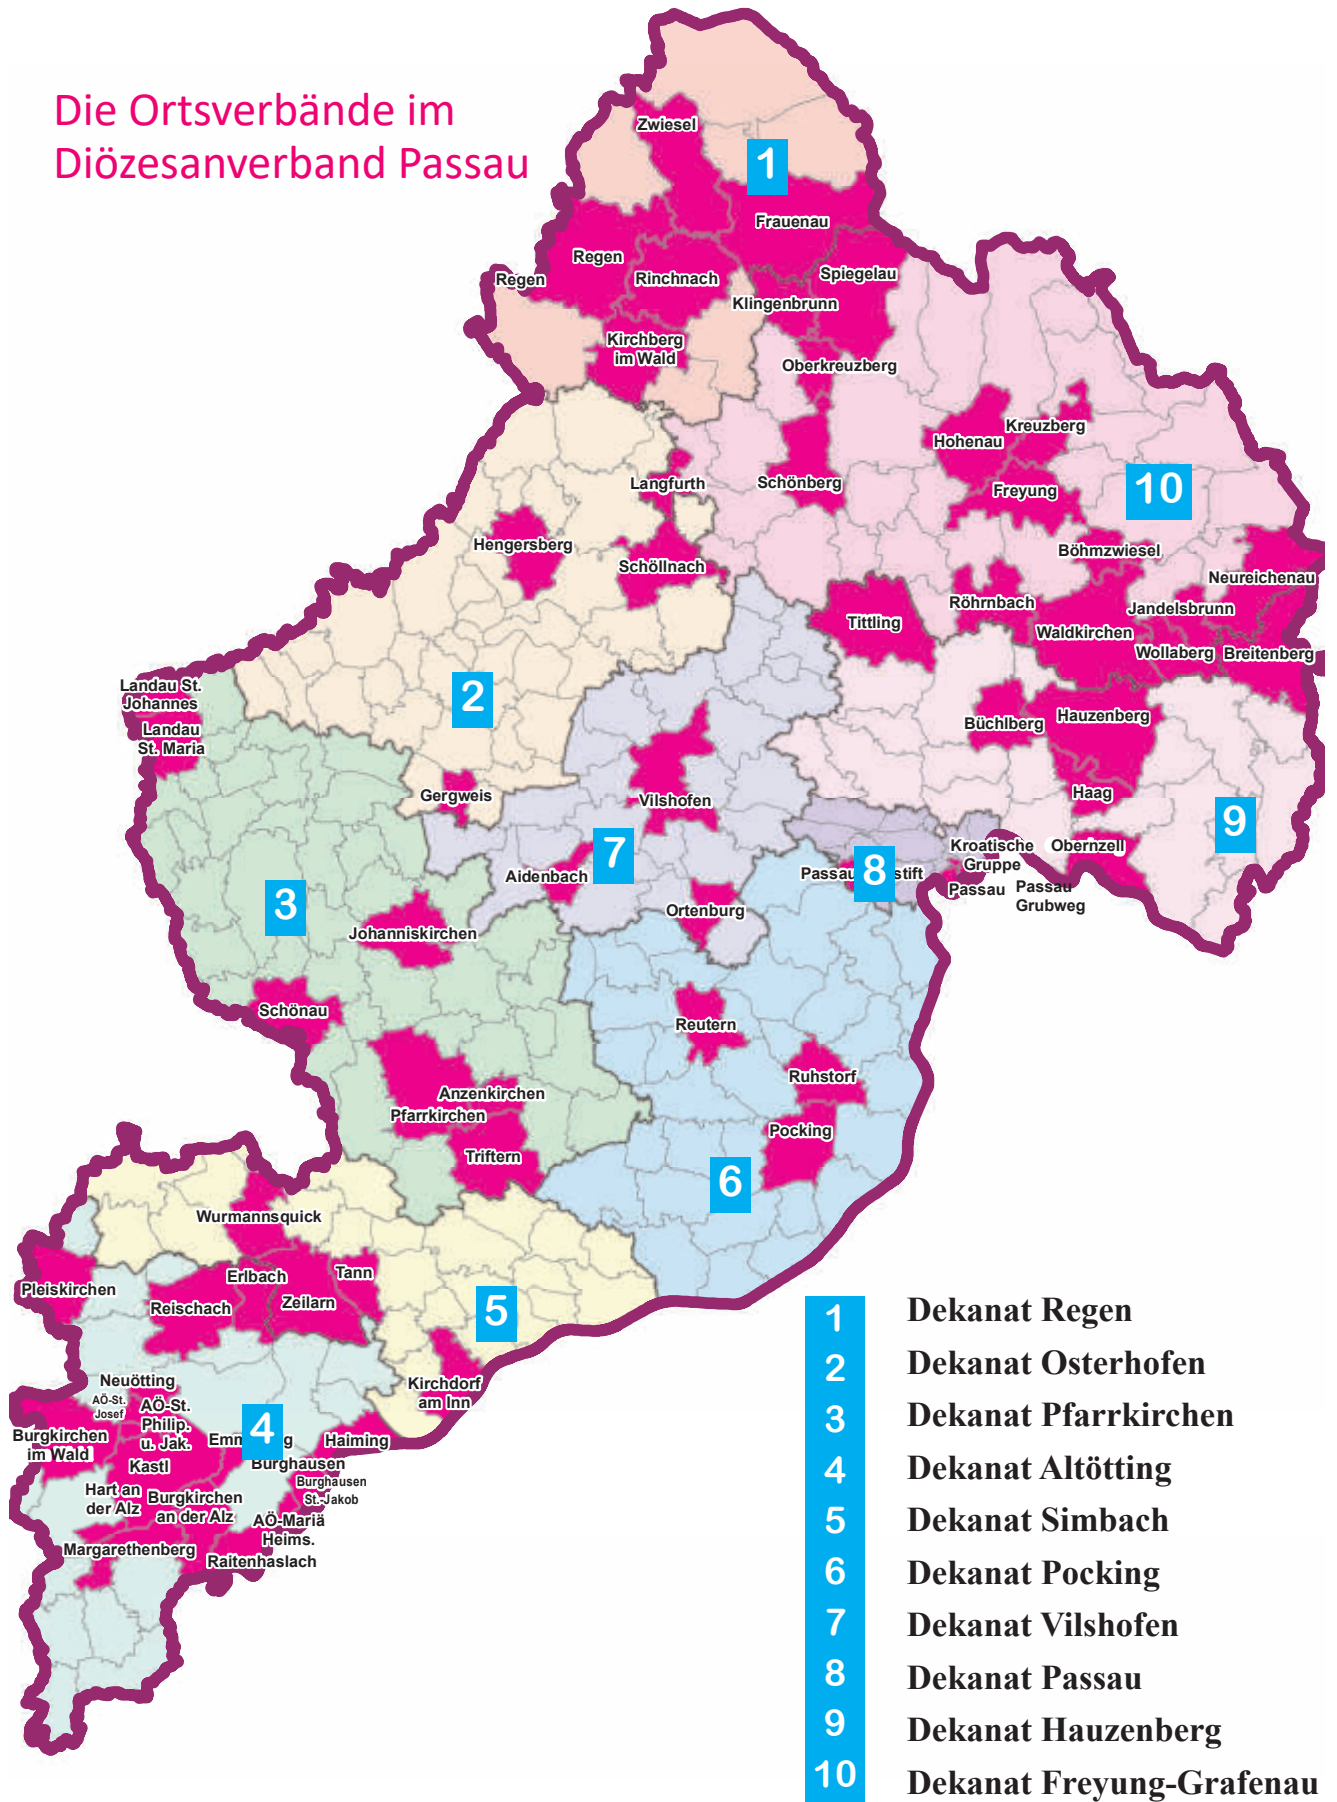 Die Ortsverbände im
Diözesanverband Passau
Zwiesel
1
Frauenau
Regen
Spiegelau
Regen
Rinchnach
Klingenbrunn
Kirchberg
im Wald
Oberkreuzberg
Kreuzberg
Hohenau
Langfurth
Schönberg
Freyung
10
Hengersberg
Böhmzwiesel
Schöllnach
Neureichenau
Röhrnbach
Jandelsbrunn
Tittling
Waldkirchen
Wollaberg
Breitenberg
2
Landau St.
Johannes
Landau
St. Maria
Büchlberg
Hauzenberg
Gergweis
Vilshofen
Haag
9
7
Kroatische
Gruppe
Obernzell
Aidenbach
Passau
8
stift
Passau
Passau
Grubweg
3
Ortenburg
Johanniskirchen
Schönau
Reutern
Ruhstorf
Anzenkirchen
Pfarrkirchen
Pocking
Triftern
6
Wurmannsquick
Pleiskirchen
Erlbach
Tann
Reischach
Zeilarn
5
Neuötting
Kirchdorf
am Inn
AÖ-St.
Josef
AÖ-St.
Philip.
u. Jak.
Burgkirchen
im Wald
4
Haiming
Kastl
Burghausen
Burghausen
St.-Jakob
Hart an
der Alz
Burgkirchen
an der Alz
AÖ-Mariä
Heims.
Margarethenberg
Raitenhaslach
1 Dekanat Regen
2 Dekanat Osterhofen
3 Dekanat Pfarrkirchen
4 Dekanat Altötting
5 Dekanat Simbach
6 Dekanat Pocking
7 Dekanat Vilshofen
8 Dekanat Passau
9 Dekanat Hauzenberg
10 Dekanat Freyung-Grafenau